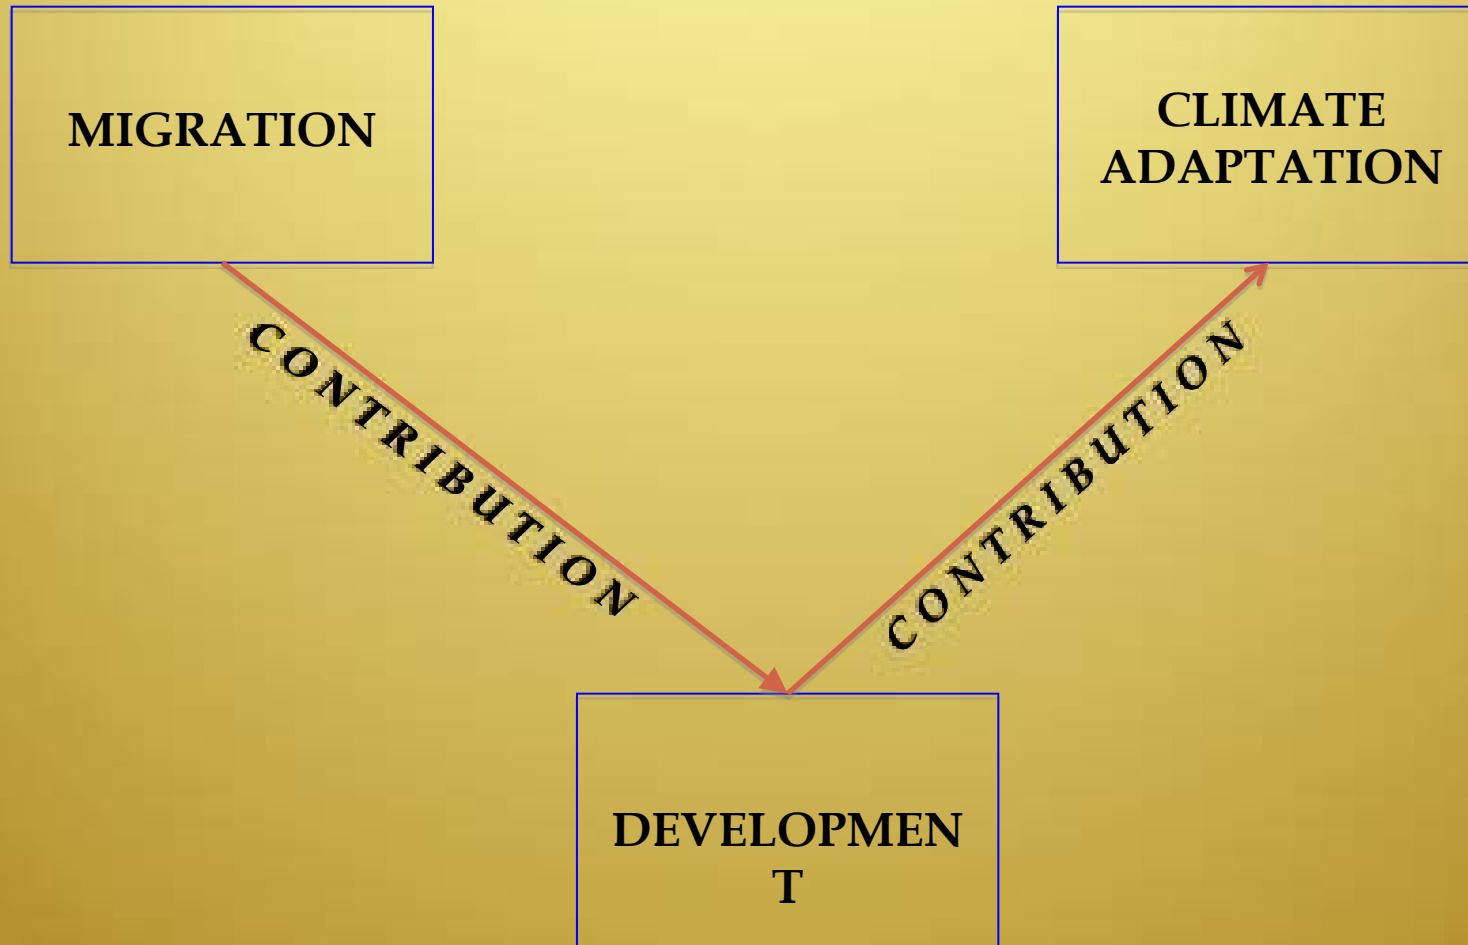 MIGRATION
CLIMATE
ADAPTATION
CONTRIBUTION
CONTRIBUTION
DEVELOPMEN
T